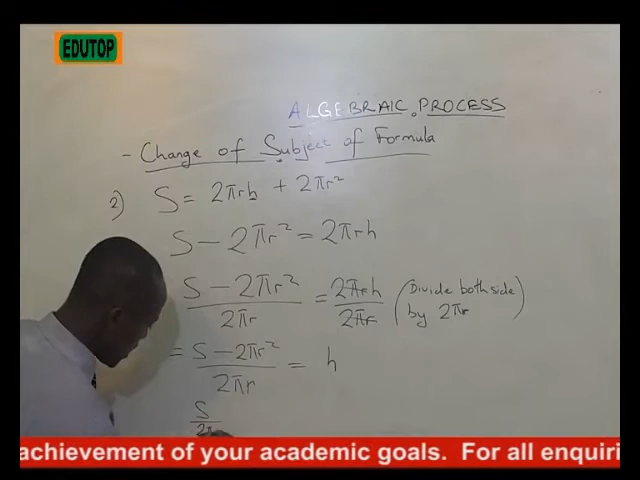 EDUTOP
ALGEBRAIC PROCESS
- Change of Subject of Formula
2) S = 2πrh + 2πr²
S - 2πr² = 2πrh
S - 2πr² / 2πr = 2πrh / 2πr (Divide both side by 2πr)
= S - 2πr² / 2πr = h
S / 2π
achievement of your academic goals. For all enquiri